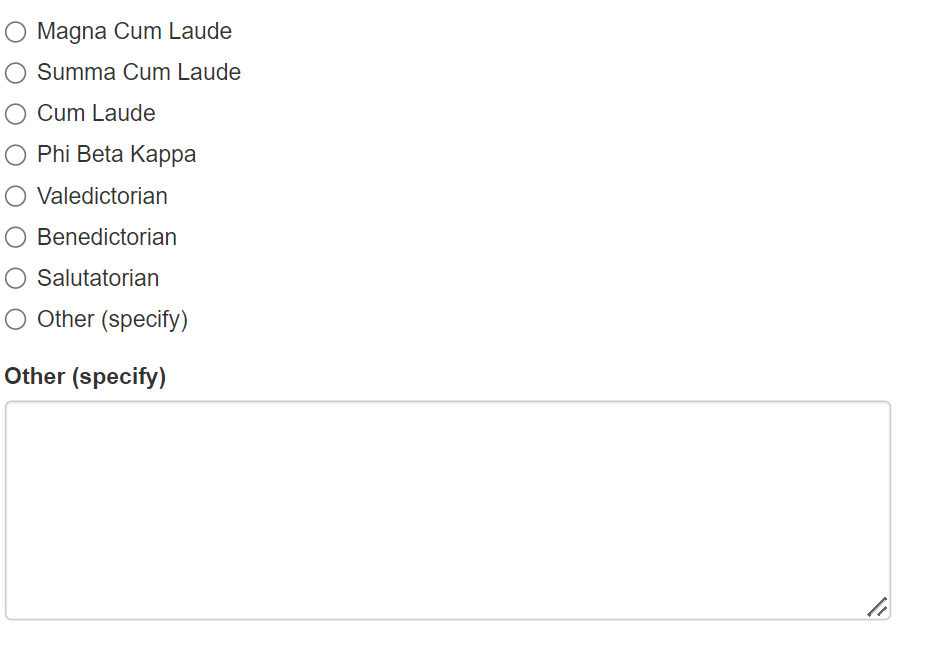 Magna Cum Laude
Summa Cum Laude
Cum Laude
Phi Beta Kappa
Valedictorian
Benedictorian
Salutatorian
Other (specify)
Other (specify)